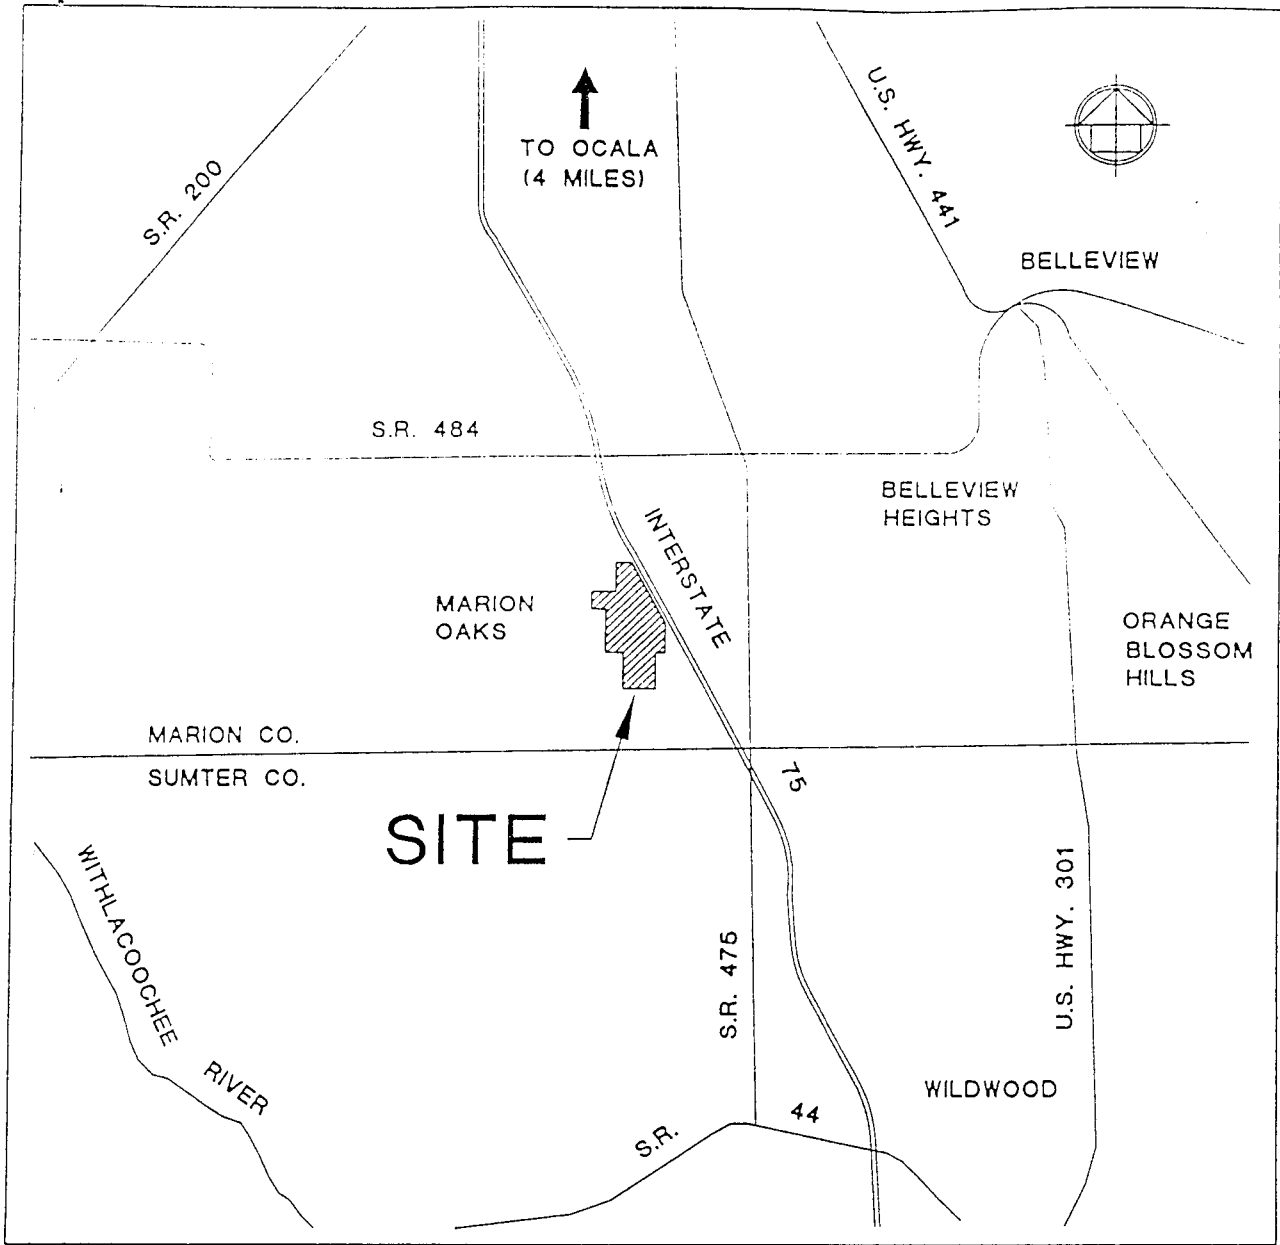 TO OCALA
(4 MILES)
U.S. HWY. 441
S.R. 200
BELLEVIEW
S.R. 484
BELLEVIEW
HEIGHTS
INTERSTATE
75
MARION
OAKS
ORANGE
BLOSSOM
HILLS
MARION CO.
SUMTER CO.
SITE
WITHLACOOCHEE
RIVER
S.R. 475
U.S. HWY. 301
WILDWOOD
S.R. 44